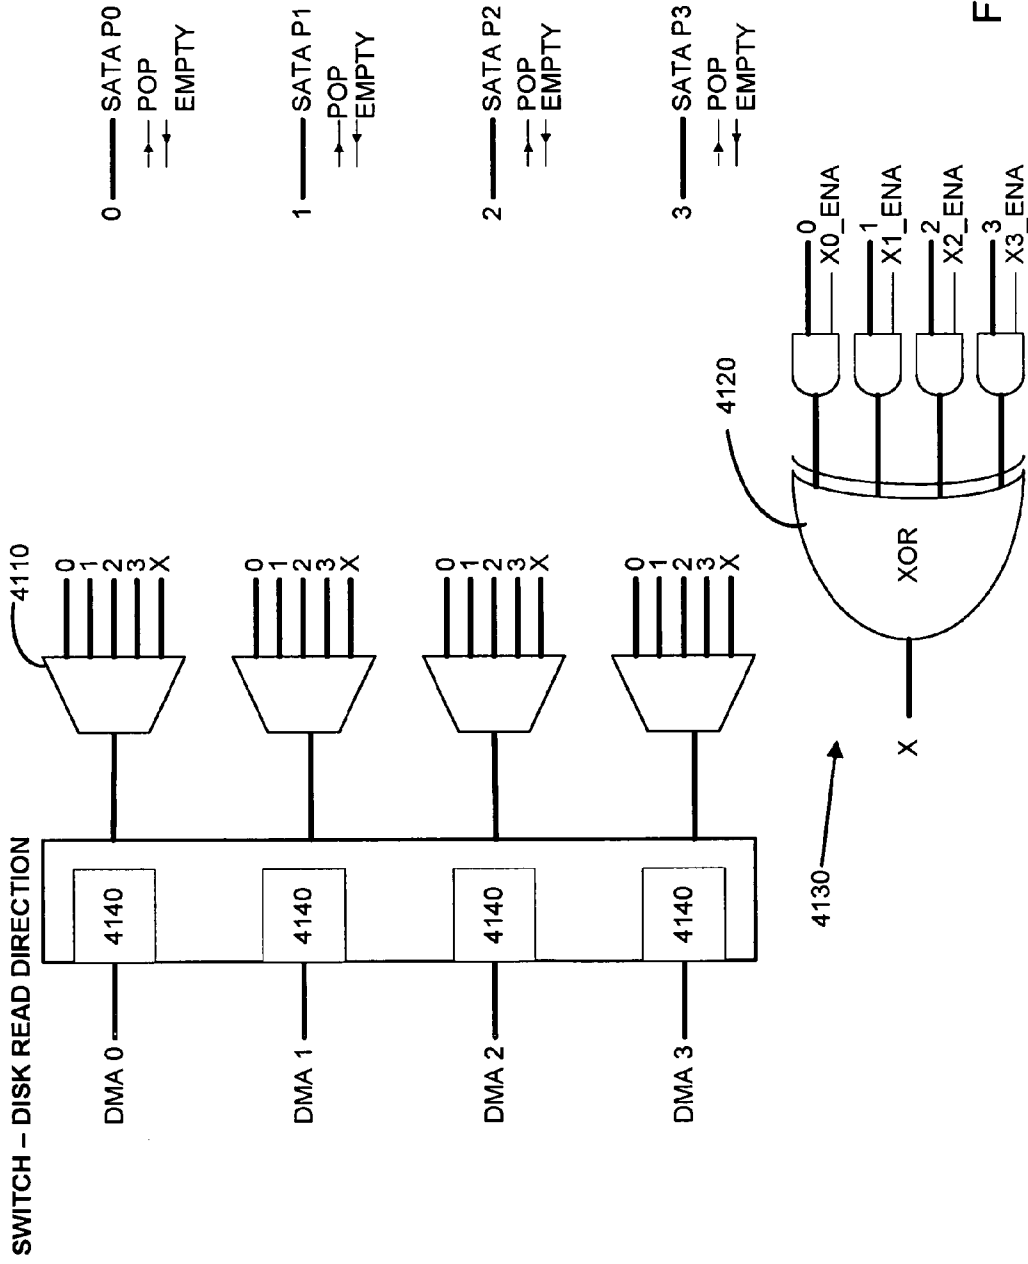 SWITCH – DISK READ DIRECTION
DMA 0
4140
4110
0
1
2
3
X
0
SATA P0
POP
EMPTY
DMA 1
4140
0
1
2
3
X
1
SATA P1
POP
EMPTY
DMA 2
4140
0
1
2
3
X
2
SATA P2
POP
EMPTY
DMA 3
4140
0
1
2
3
X
3
SATA P3
POP
EMPTY
4130
4120
X
XOR
0
X0_ENA
1
X1_ENA
2
X2_ENA
3
X3_ENA
F